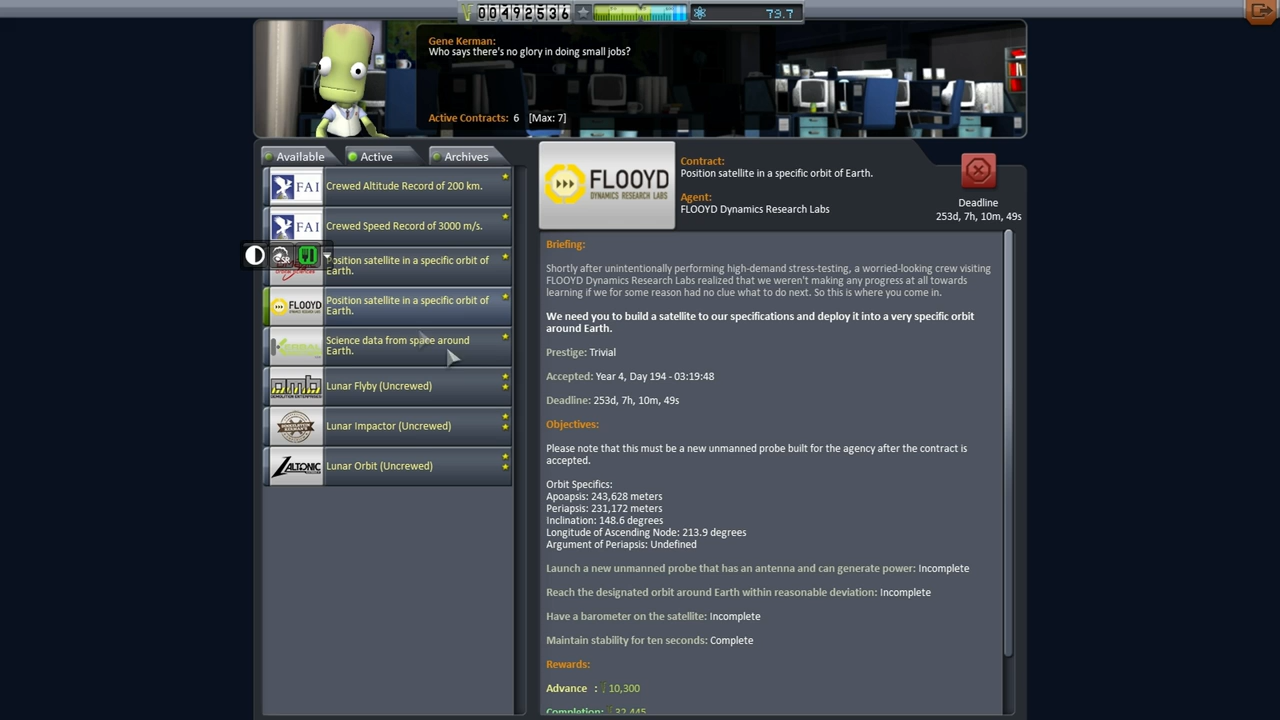 00492536
79.7
Gene Kerman:
Who says there's no glory in doing small jobs?
Active Contracts: 6 [Max: 7]
Available
Active
Archives
FAI
Crewed Altitude Record of 200 km.
FAI
Crewed Speed Record of 3000 m/s.
Position satellite in a specific orbit of
Earth.
FLOOYD
Position satellite in a specific orbit of
Earth.
Science data from space around
Earth.
Lunar Flyby (Uncrewed)
Lunar Impactor (Uncrewed)
Lunar Orbit (Uncrewed)
FLOOYD
DYNAMICS RESEARCH LABS
Contract:
Position satellite in a specific orbit of Earth.
Agent:
FLOOYD Dynamics Research Labs
Deadline
253d, 7h, 10m, 49s
Briefing:
Shortly after unintentionally performing high-demand stress-testing, a worried-looking crew visiting
FLOOYD Dynamics Research Labs realized that we weren't making any progress at all towards
learning if we for some reason had no clue what to do next. So this is where you come in.
We need you to build a satellite to our specifications and deploy it into a very specific orbit
around Earth.
Prestige: Trivial
Accepted: Year 4, Day 194 - 03:19:48
Deadline: 253d, 7h, 10m, 49s
Objectives:
Please note that this must be a new unmanned probe built for the agency after the contract is
accepted.
Orbit Specifics:
Apoapsis: 243,628 meters
Periapsis: 231,172 meters
Inclination: 148.6 degrees
Longitude of Ascending Node: 213.9 degrees
Argument of Periapsis: Undefined
Launch a new unmanned probe that has an antenna and can generate power: Incomplete
Reach the designated orbit around Earth within reasonable deviation: Incomplete
Have a barometer on the satellite: Incomplete
Maintain stability for ten seconds: Complete
Rewards:
Advance : 10,300
Completion: 32,445